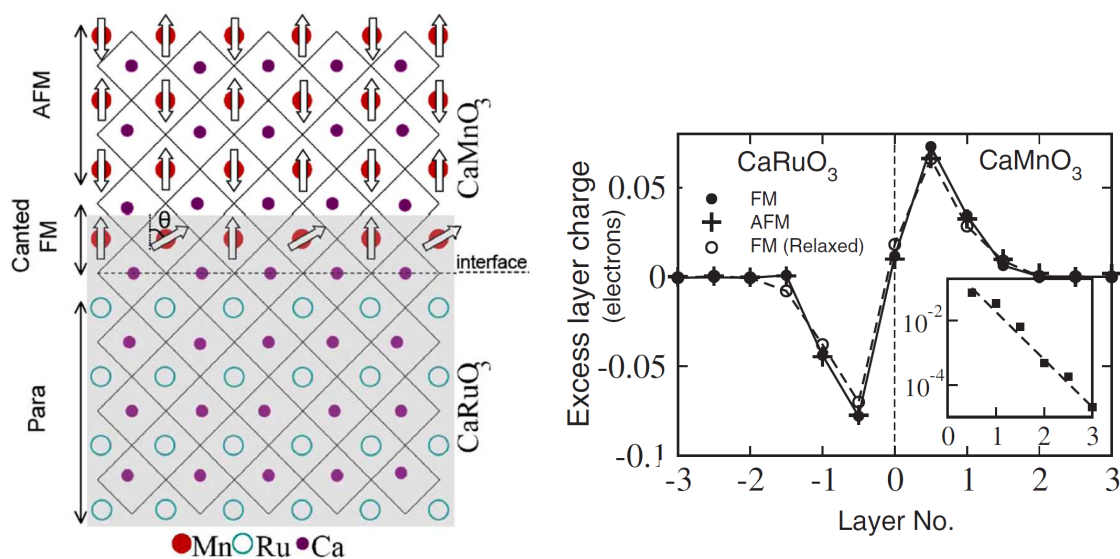 AFM
CaMnO3
Canted
FM
θ
interface
Para
CaRuO3
Mn Ru Ca
CaRuO3
CaMnO3
FM
AFM
FM (Relaxed)
Excess layer charge
(electrons)
0.05
0
-0.05
-0.1
10-2
10-4
0 1 2 3
-3 -2 -1 0 1 2 3
Layer No.